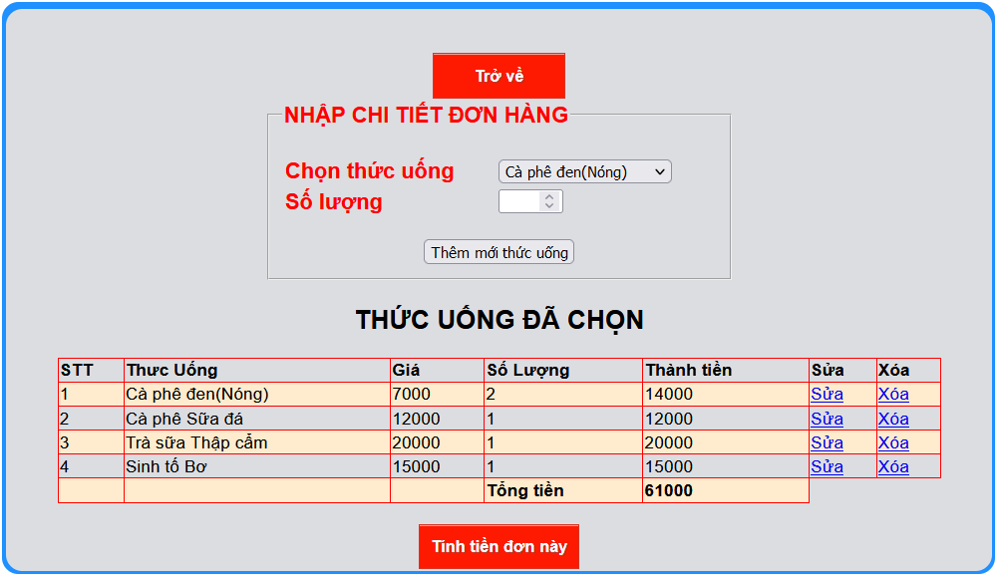 Trở về
NHẬP CHI TIẾT ĐƠN HÀNG
Chọn thức uống Cà phê đen(Nóng)
Số lượng
Thêm mới thức uống
THỨC UỐNG ĐÃ CHỌN
STT Thưc Uống Giá Số Lượng Thành tiền Sửa Xóa
1 Cà phê đen(Nóng) 7000 2 14000 Sửa Xóa
2 Cà phê Sữa đá 12000 1 12000 Sửa Xóa
3 Trà sữa Thập cẩm 20000 1 20000 Sửa Xóa
4 Sinh tố Bơ 15000 1 15000 Sửa Xóa
Tổng tiền 61000
Tính tiền đơn này